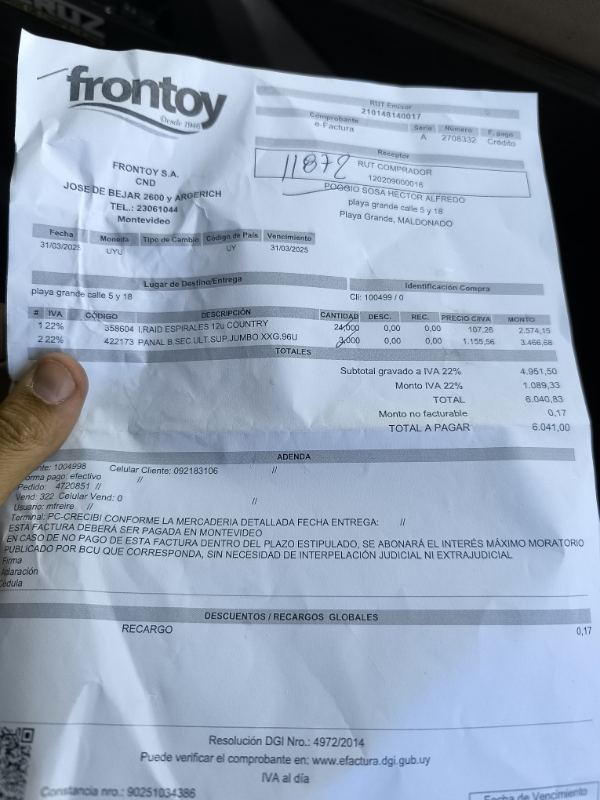 frontoy
Desde 1946
RUT Emisor
210148140017
Comprobante Serie Número F. pago
e-Factura A 2708332 Crédito
Receptor
11872
RUT COMPRADOR
120209000016
POGGIO SOSA HECTOR ALFREDO
playa grande calle 5 y 18
Playa Grande, MALDONADO
FRONTOY S.A.
CND
JOSE DE BEJAR 2600 y ARGERICH
TEL.: 23061044
Montevideo
Fecha Moneda Tipo de Cambio Código de País Vencimiento
31/03/2025 UYU UY 31/03/2025
Lugar de Destino/Entrega Identificación Compra
playa grande calle 5 y 18 Cli: 100499 / 0
# IVA CÓDIGO DESCRIPCIÓN CANTIDAD DESC. REC. PRECIO C/IVA MONTO
1 22% 358604 I.RAID ESPIRALES 12u COUNTRY 24,000 0,00 0,00 107,26 2.574,15
2 22% 422173 PANAL B.SEC.ULT.SUP.JUMBO XXG.96U 3,000 0,00 0,00 1.155,56 3.466,68
TOTALES
Subtotal gravado a IVA 22% 4.951,50
Monto IVA 22% 1.089,33
TOTAL 6.040,83
Monto no facturable 0,17
TOTAL A PAGAR 6.041,00
ADENDA
nte: 1004998 Celular Cliente: 092183106 //
orma pago: efectivo
Pedido: 4720851 //
Vend: 322 Celular Vend: 0 //
Usuario: mfreire //
Terminal: PC-CRECIBI CONFORME LA MERCADERIA DETALLADA FECHA ENTREGA: //
ESTA FACTURA DEBERÁ SER PAGADA EN MONTEVIDEO
EN CASO DE NO PAGO DE ESTA FACTURA DENTRO DEL PLAZO ESTIPULADO, SE ABONARÁ EL INTERÉS MÁXIMO MORATORIO
PUBLICADO POR BCU QUE CORRESPONDA, SIN NECESIDAD DE INTERPELACIÓN JUDICIAL NI EXTRAJUDICIAL
Firma
Aclaración
Cédula
DESCUENTOS / RECARGOS GLOBALES
RECARGO 0,17
Resolución DGI Nro.: 4972/2014
Puede verificar el comprobante en: www.efactura.dgi.gub.uy
IVA al día
Constancia nro.: 90251034386
Fecha de Vencimiento